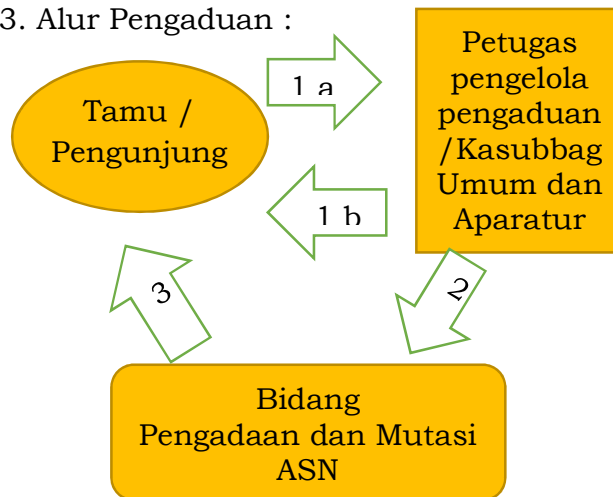 3. Alur Pengaduan :
Tamu /
Pengunjung
1 a
Petugas
pengelola
pengaduan
/Kasubbag
Umum dan
Aparatur
1 b
2
3
Bidang
Pengadaan dan Mutasi
ASN